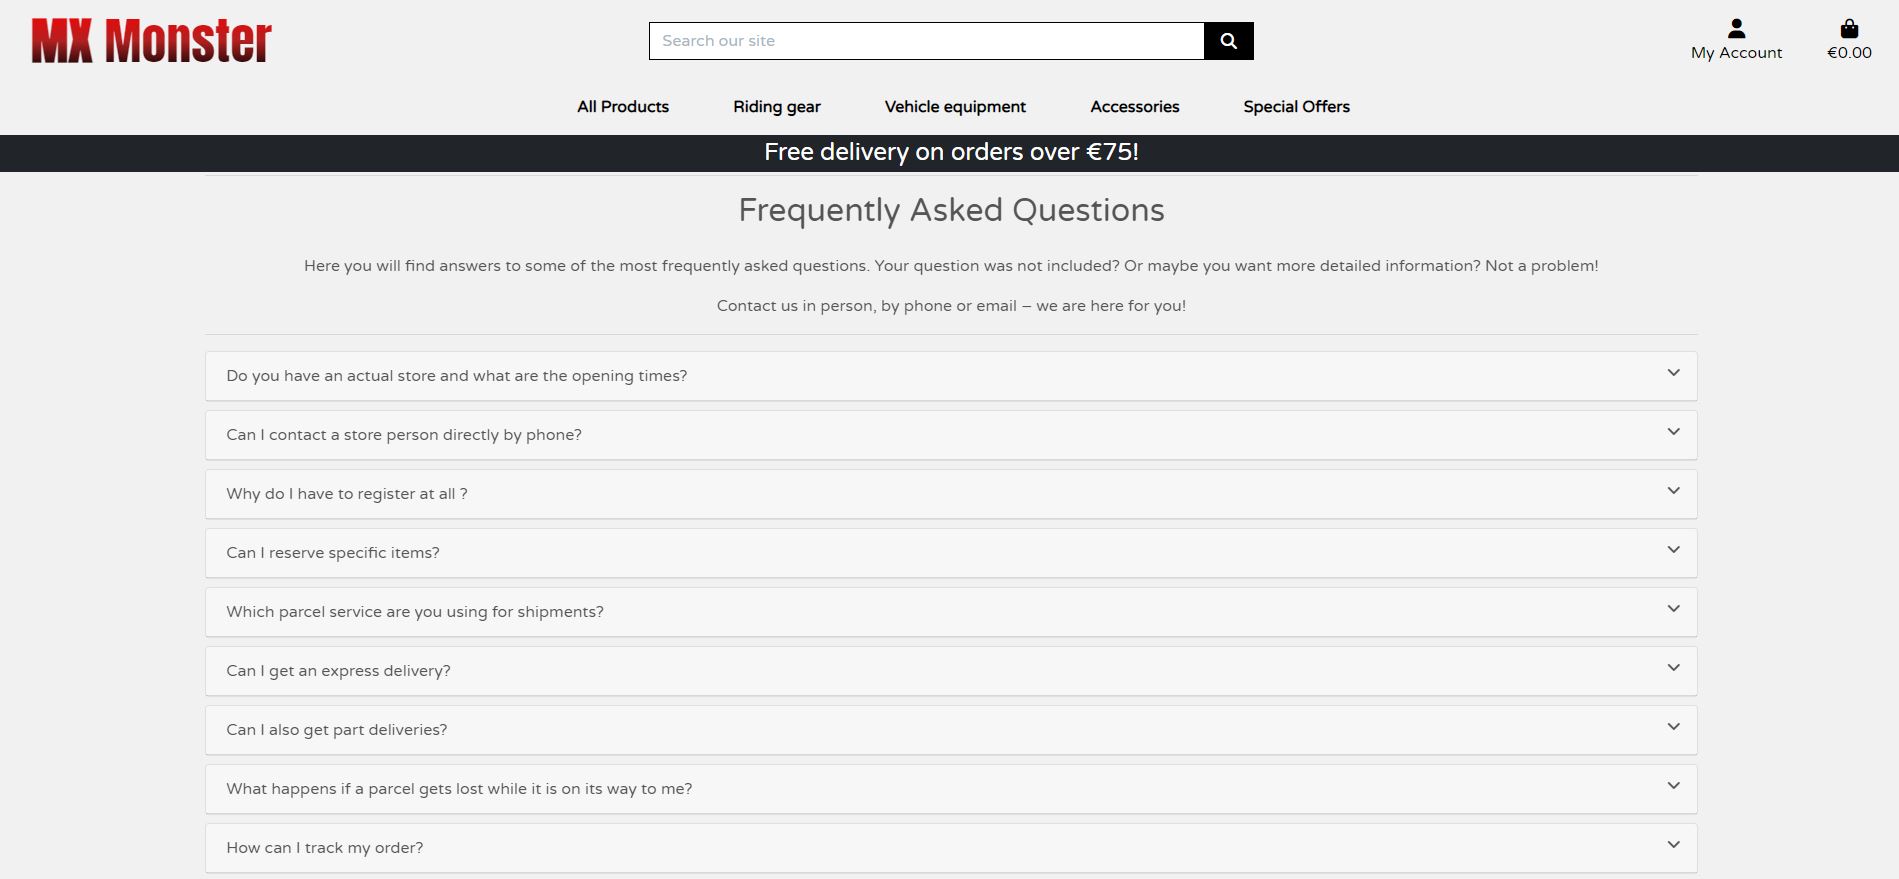 MX Monster
Search our site
My Account
€0.00
All Products
Riding gear
Vehicle equipment
Accessories
Special Offers
Free delivery on orders over €75!
Frequently Asked Questions
Here you will find answers to some of the most frequently asked questions. Your question was not included? Or maybe you want more detailed information? Not a problem!
Contact us in person, by phone or email – we are here for you!
Do you have an actual store and what are the opening times?
Can I contact a store person directly by phone?
Why do I have to register at all ?
Can I reserve specific items?
Which parcel service are you using for shipments?
Can I get an express delivery?
Can I also get part deliveries?
What happens if a parcel gets lost while it is on its way to me?
How can I track my order?